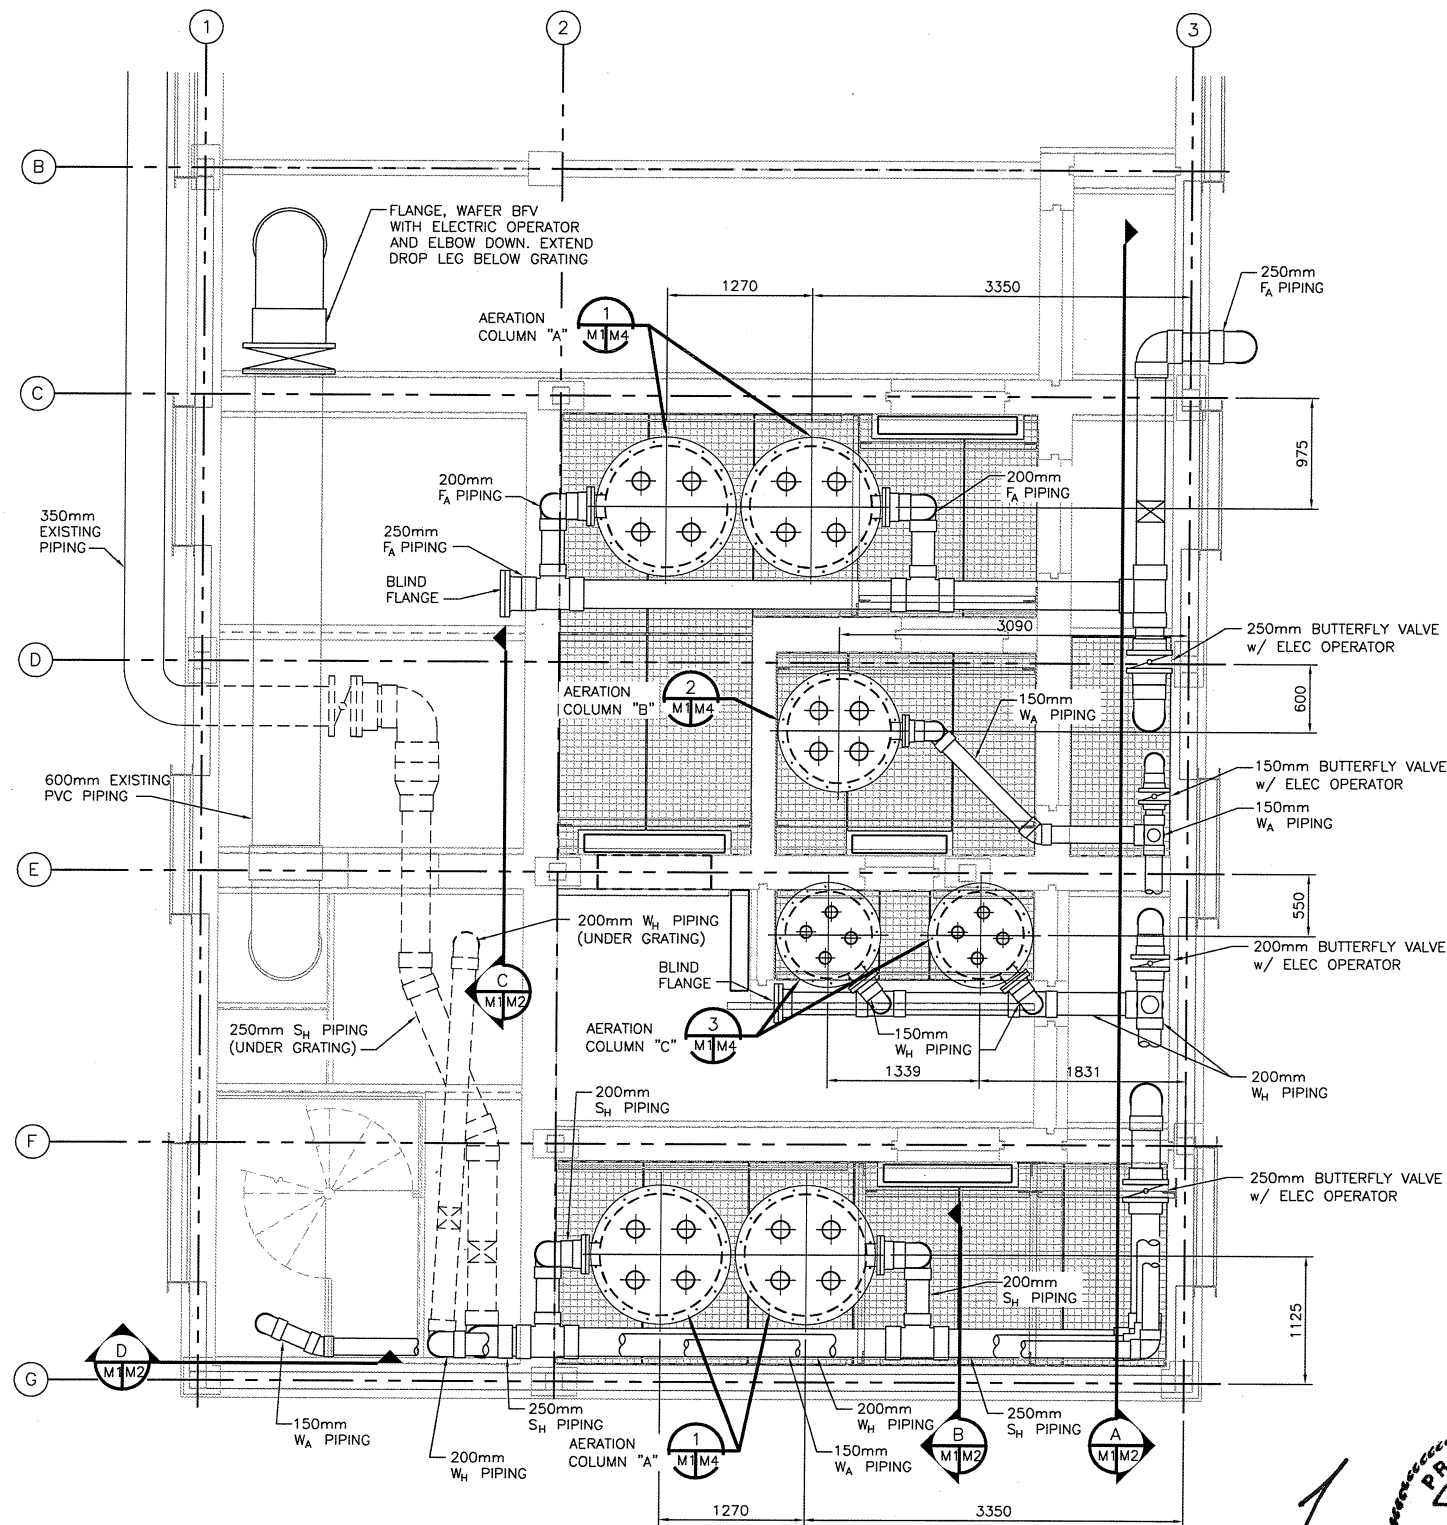 1
2
3
B
FLANGE, WAFER BFV
WITH ELECTRIC OPERATOR
AND ELBOW DOWN. EXTEND
DROP LEG BELOW GRATING
1270
3350
250mm
FA PIPING
AERATION
COLUMN "A"
1
M1 M4
C
975
200mm
FA PIPING
200mm
FA PIPING
350mm
EXISTING
PIPING
250mm
FA PIPING
BLIND
FLANGE
3090
250mm BUTTERFLY VALVE
w/ ELEC OPERATOR
D
600
AERATION
COLUMN "B"
2
M1 M4
150mm
WA PIPING
600mm EXISTING
PVC PIPING
150mm BUTTERFLY VALVE
w/ ELEC OPERATOR
150mm
WA PIPING
E
550
200mm WH PIPING
(UNDER GRATING)
200mm BUTTERFLY VALVE
w/ ELEC OPERATOR
BLIND
FLANGE
C
M1 M2
250mm SH PIPING
(UNDER GRATING)
AERATION
COLUMN "C"
3
M1 M4
150mm
WH PIPING
1339
1831
200mm
WH PIPING
200mm
SH PIPING
F
250mm BUTTERFLY VALVE
w/ ELEC OPERATOR
200mm
SH PIPING
1125
D
M1 M2
G
150mm
WA PIPING
250mm
SH PIPING
200mm
WH PIPING
250mm
SH PIPING
200mm
WH PIPING
AERATION
COLUMN "A"
1
M1 M4
150mm
WA PIPING
B
M1 M2
A
M1 M2
1270
3350
PR